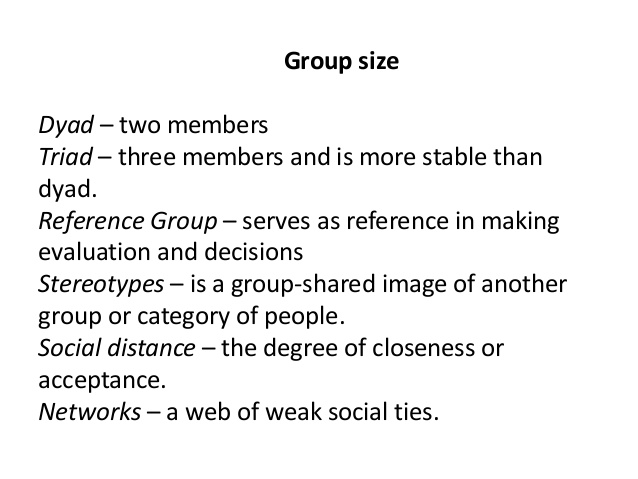 Group size
Dyad – two members
Triad – three members and is more stable than
dyad.
Reference Group – serves as reference in making
evaluation and decisions
Stereotypes – is a group-shared image of another
group or category of people.
Social distance – the degree of closeness or
acceptance.
Networks – a web of weak social ties.